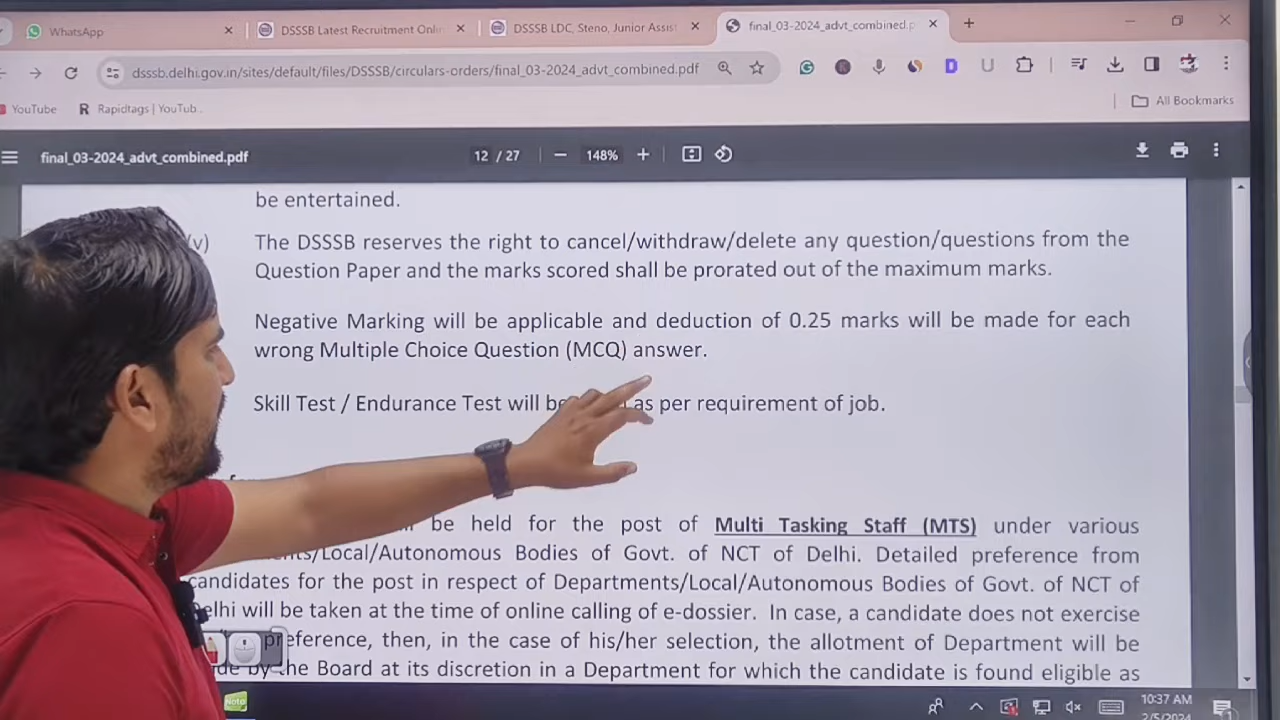 WhatsApp
DSSSB Latest Recruitment Onli
DSSSB LDC, Steno, Junior Assis
final_03-2024_advt_combined.p
dsssb.delhi.gov.in/sites/default/files/DSSSB/circulars-orders/final_03-2024_advt_combined.pdf
YouTube
Rapidtags | YouTub..
All Bookmarks
final_03-2024_advt_combined.pdf
12 / 27
148%
be entertained.
(v) The DSSSB reserves the right to cancel/withdraw/delete any question/questions from the
Question Paper and the marks scored shall be prorated out of the maximum marks.
Negative Marking will be applicable and deduction of 0.25 marks will be made for each
wrong Multiple Choice Question (MCQ) answer.
Skill Test / Endurance Test will be as per requirement of job.
be held for the post of Multi Tasking Staff (MTS) under various
/Local/Autonomous Bodies of Govt. of NCT of Delhi. Detailed preference from
candidates for the post in respect of Departments/Local/Autonomous Bodies of Govt. of NCT of
Delhi will be taken at the time of online calling of e-dossier. In case, a candidate does not exercise
preference, then, in the case of his/her selection, the allotment of Department will be
by the Board at its discretion in a Department for which the candidate is found eligible as
Note
10:37 AM
2/5/2024